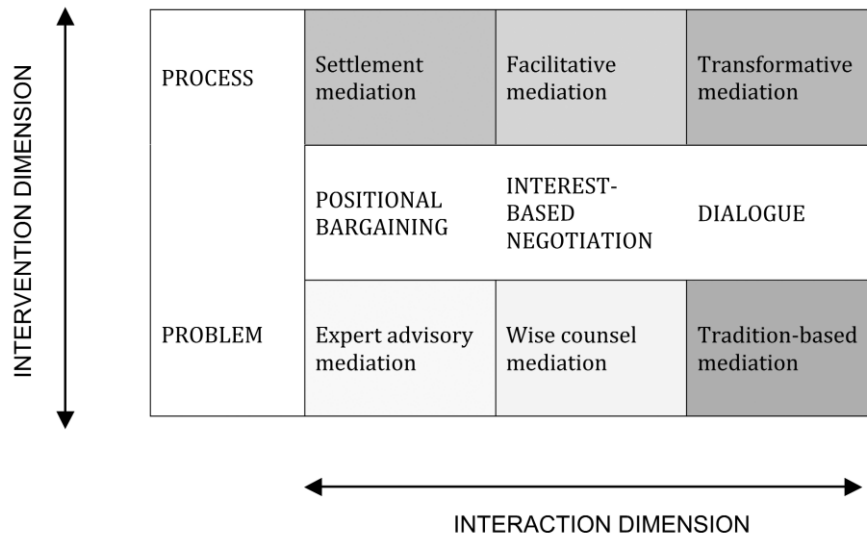 INTERVENTION DIMENSION
PROCESS
Settlement
mediation
Facilitative
mediation
Transformative
mediation
POSITIONAL
BARGAINING
INTEREST-
BASED
NEGOTIATION
DIALOGUE
PROBLEM
Expert advisory
mediation
Wise counsel
mediation
Tradition-based
mediation
INTERACTION DIMENSION